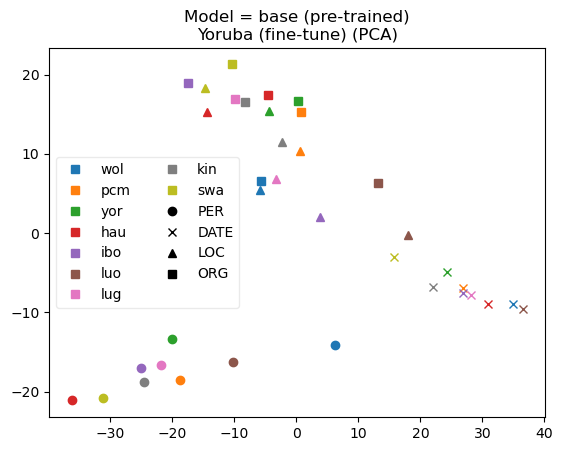 Model = base (pre-trained)
Yoruba (fine-tune) (PCA)
20
10
0
−10
−20
wol kin
pcm swa
yor PER
hau DATE
ibo LOC
luo ORG
lug
−30 −20 −10 0 10 20 30 40